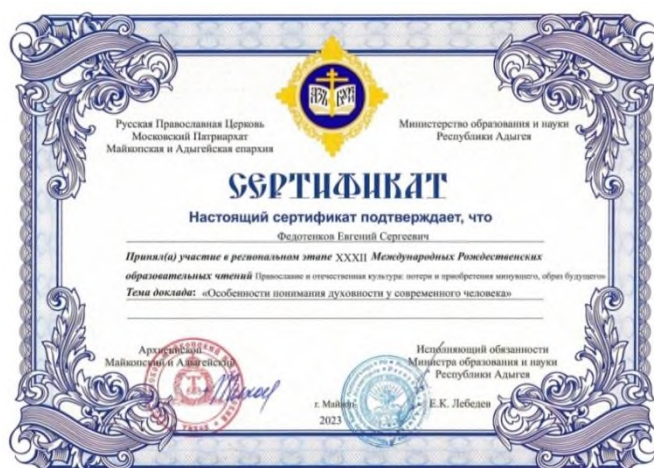 АЗЪ БУКИ
Русская Православная Церковь
Московский Патриархат
Майкопская и Адыгейская епархия
Министерство образования и науки
Республики Адыгея
СЕРТИФИКАТ
Настоящий сертификат подтверждает, что
Федотенков Евгений Сергеевич
Принял(а) участие в региональном этапе XXXII Международных Рождественских
образовательных чтений Православие и отечественная культура: потери и приобретения минувшего, образ будущего»
Тема доклада: «Особенности понимания духовности у современного человека»
Архиепископ
Майкопский и Адыгейский
Исполняющий обязанности
Министра образования и науки
Республики Адыгея
г. Майкоп
2023
Е.К. Лебедев